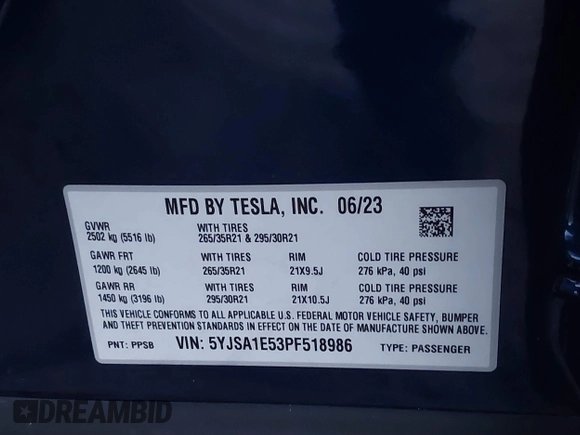 MFD BY TESLA, INC. 06/23
GVWR WITH TIRES
2502 kg (5516 lb) 265/35R21 & 295/30R21
GAWR FRT WITH TIRES RIM COLD TIRE PRESSURE
1200 kg (2645 lb) 265/35R21 21X9.5J 276 kPa, 40 psi
GAWR RR WITH TIRES RIM COLD TIRE PRESSURE
1450 kg (3196 lb) 295/30R21 21X10.5J 276 kPa, 40 psi
THIS VEHICLE CONFORMS TO ALL APPLICABLE U.S. FEDERAL MOTOR VEHICLE SAFETY, BUMPER
AND THEFT PREVENTION STANDARDS IN EFFECT ON THE DATE OF MANUFACTURE SHOWN ABOVE.
PNT: PPSB VIN: 5YJSA1E53PF518986 TYPE: PASSENGER
DREAMBID